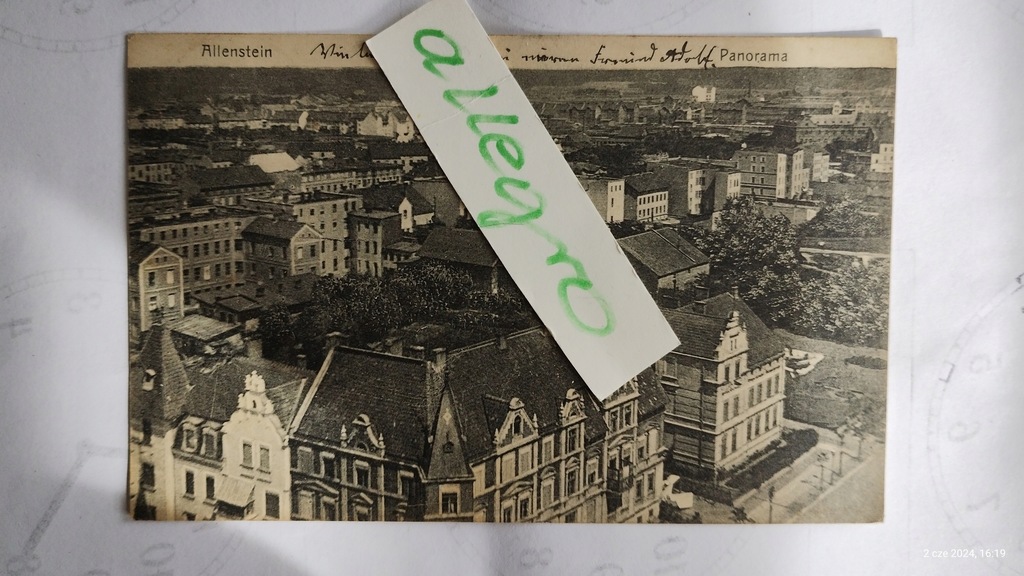 Allenstein
Freund Adolf.
Panorama
allegro
2 cze 2024, 16:19